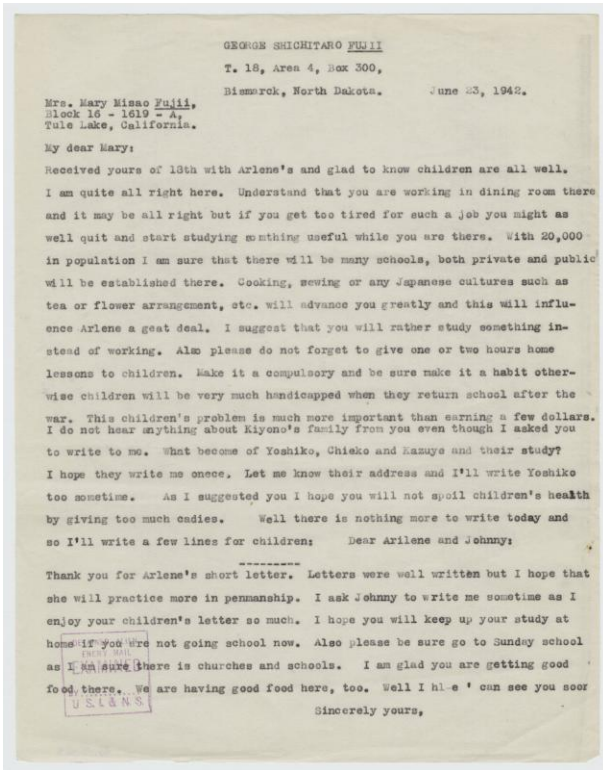 GEORGE SHICHITARO FUJII
T. 18, Area 4, Box 300,
Bismarck, North Dakota. June 23, 1942.
Mrs. Mary Misao Fujii,
Block 16 - 1619 - A,
Tule Lake, California.
My dear Mary:
Received yours of 13th with Arlene's and glad to know children are all well.
I am quite all right here. Understand that you are working in dining room there
and it may be all right but if you get too tired for such a job you might as
well quit and start studying somthing useful while you are there. With 20,000
in population I am sure that there will be many schools, both private and public
will be established there. Cooking, sewing or any Japanese cultures such as
tea or flower arrangement, etc. will advance you greatly and this will influ-
ence Arlene a geat deal. I suggest that you will rather study something in-
stead of working. Also please do not forget to give one or two hours home
lessons to children. Make it a compulsory and be sure make it a habit other-
wise children will be very much handicapped when they return school after the
war. This children's problem is much more important than earning a few dollars.
I do not hear anything about Kiyono's family from you even though I asked you
to write to me. What become of Yoshiko, Chieko and Kazuye and their study?
I hope they write me onece. Let me know their address and I'll write Yoshiko
too sometime. As I suggested you I hope you will not spoil children's health
by giving too much cadies. Well there is nothing more to write today and
so I'll write a few lines for children: Dear Arilene and Johnny:
---------
Thank you for Arlene's short letter. Letters were well written but I hope that
she will practice more in penmanship. I ask Johnny to write me sometime as I
enjoy your children's letter so much. I hope you will keep up your study at
home if you are not going school now. Also please be sure go to Sunday school
as I am sure there is churches and schools. I am glad you are getting good
food there. We are having good food here, too. Well I can see you soor
Sincerely yours,
ENEMY MAIL
EXAMINED
U.S.I.&N.S.